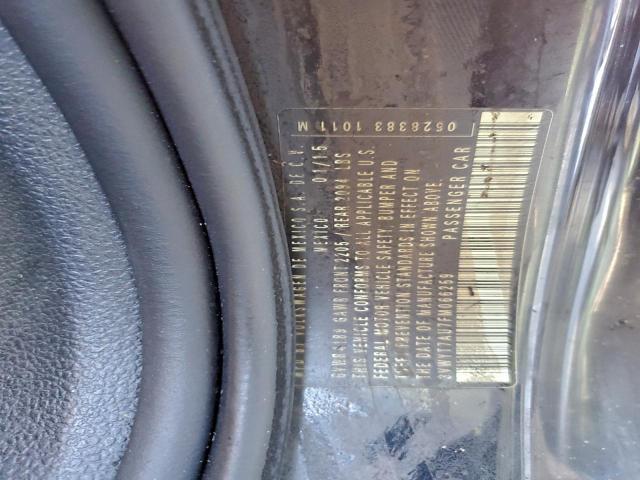 MFD BY VOLKSWAGEN DE MEXICO S.A. DE C.V.
MEXICO 01/15
GVWR 4189 GAWR FRONT 2205 / REAR 2094 LBS
THIS VEHICLE CONFORMS TO ALL APPLICABLE U.S.
FEDERAL MOTOR VEHICLE SAFETY, BUMPER AND
THEFT PREVENTION STANDARDS IN EFFECT ON
THE DATE OF MANUFACTURE SHOWN ABOVE.
PASSENGER CAR
0528383 1011 M